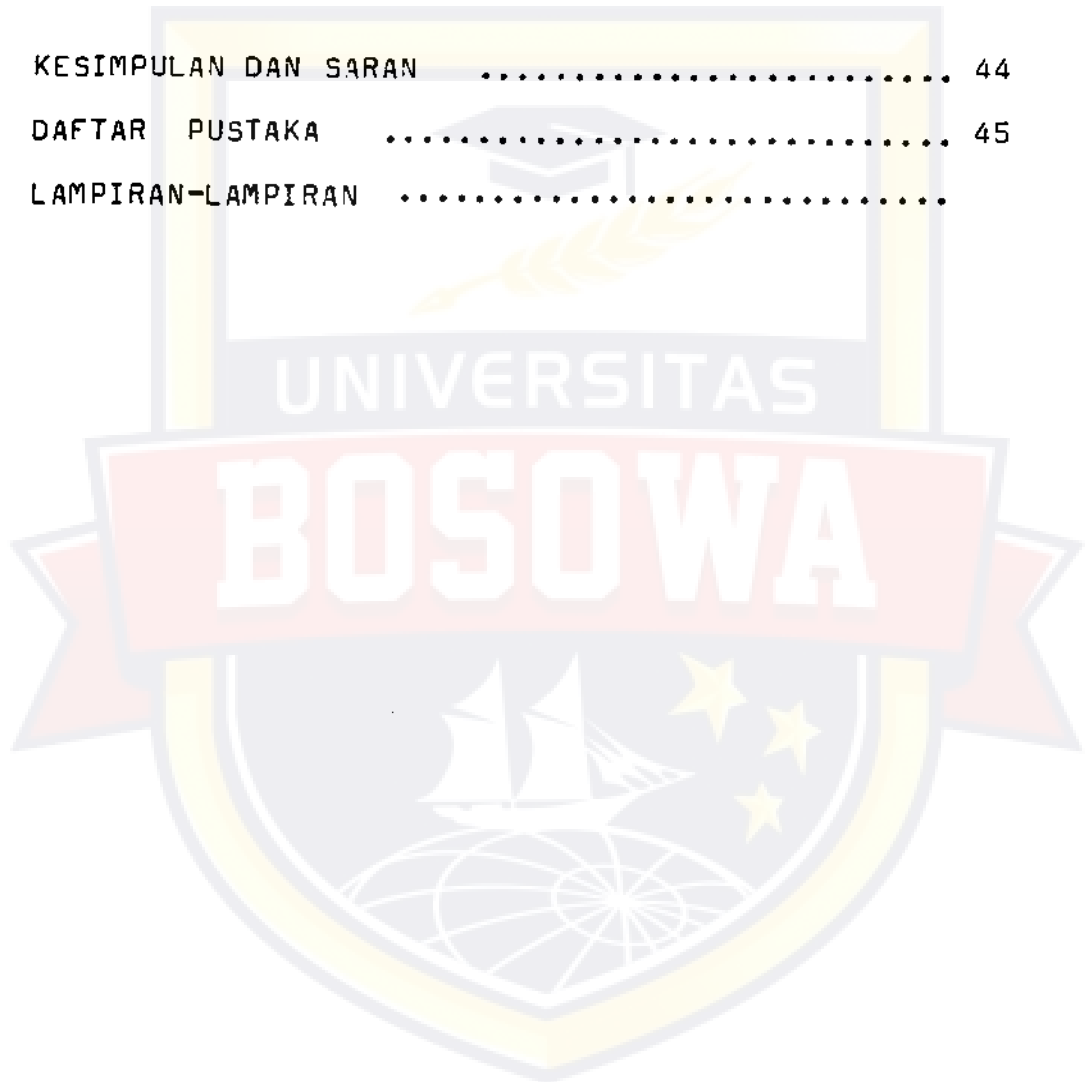 KESIMPULAN DAN SARAN ......................... 44
DAFTAR PUSTAKA .............................. 45
LAMPIRAN-LAMPIRAN .............................
UNIVERSITAS
BOSOWA